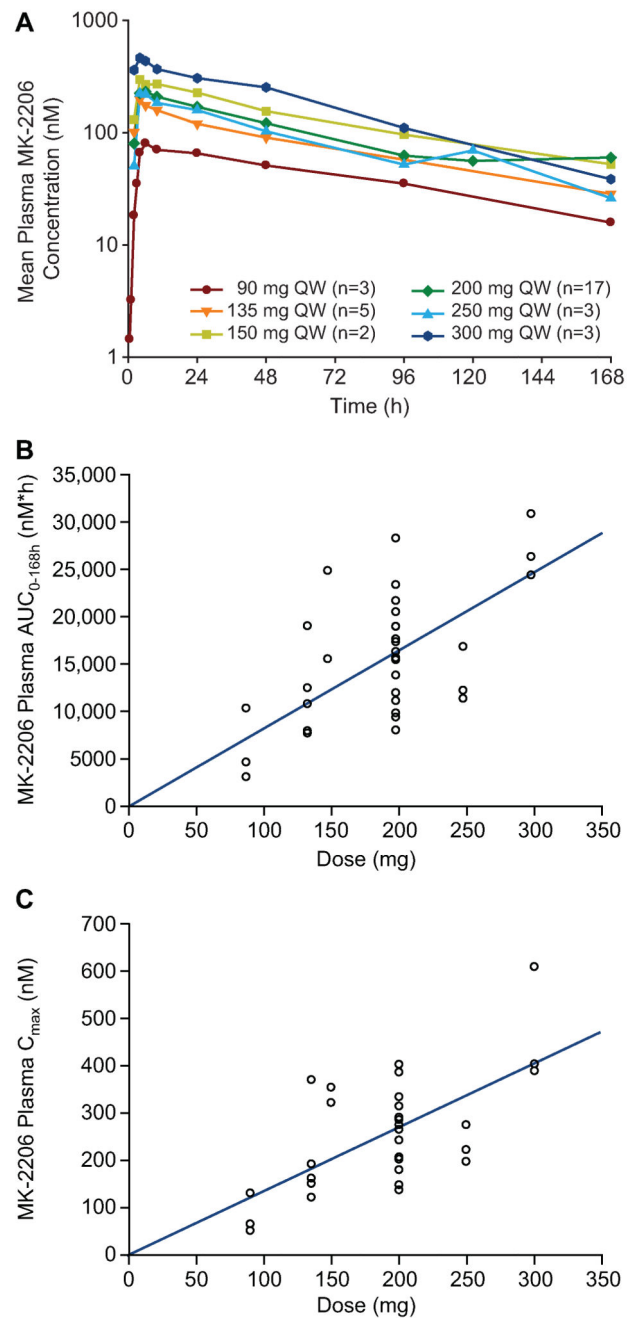 A
Mean Plasma MK-2206
Concentration (nM)
1000
100
10
1
90 mg QW (n=3)
135 mg QW (n=5)
150 mg QW (n=2)
200 mg QW (n=17)
250 mg QW (n=3)
300 mg QW (n=3)
0 24 48 72 96 120 144 168
Time (h)
B
MK-2206 Plasma AUC0-168h (nM*h)
35,000
30,000
25,000
20,000
15,000
10,000
5000
0
0 50 100 150 200 250 300 350
Dose (mg)
C
MK-2206 Plasma Cmax (nM)
700
600
500
400
300
200
100
0
0 50 100 150 200 250 300 350
Dose (mg)